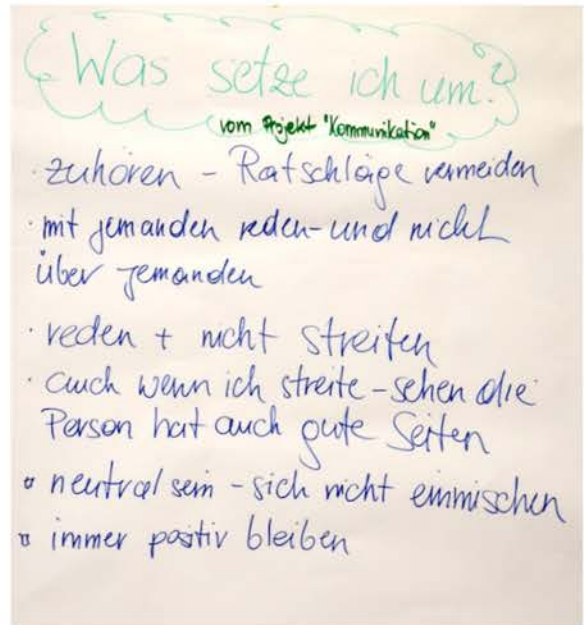 Was setze ich um?
vom Projekt "Kommunikation"
· zuhören - Ratschläge vermeiden
· mit jemanden reden - und nicht
über jemanden
· reden + nicht streiten
· auch wenn ich streite - sehen die
Person hat auch gute Seiten
▫ neutral sein - sich nicht einmischen
▫ immer positiv bleiben